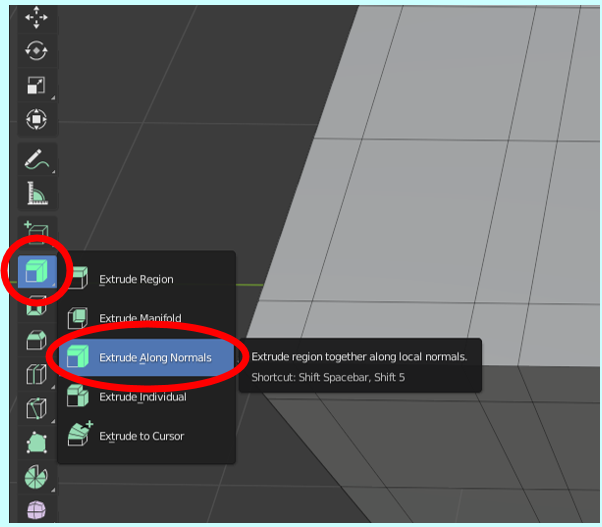 Extrude Region
Extrude Manifold
Extrude Along Normals
Extrude region together along local normals.
Shortcut: Shift Spacebar, Shift 5
Extrude Individual
Extrude to Cursor